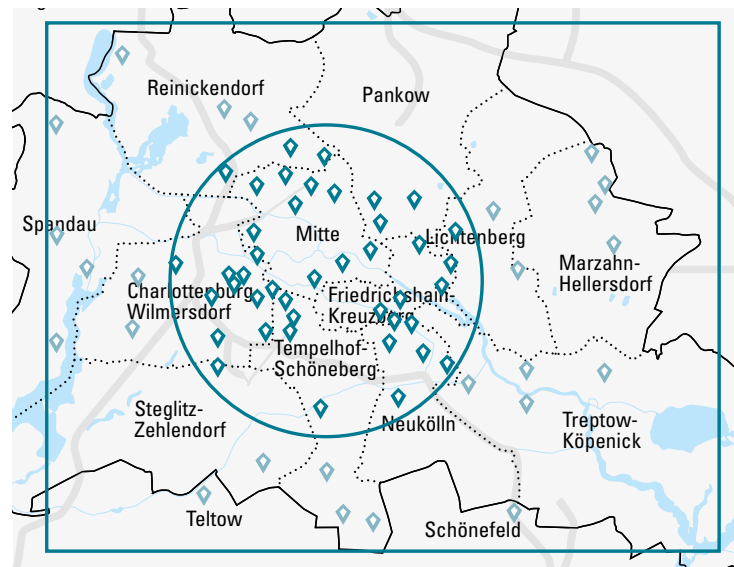 Reinickendorf
Pankow
Spandau
Mitte
Lichtenberg
Marzahn-
Hellersdorf
Charlottenburg
Wilmersdorf
Friedrichshain-
Kreuzberg
Tempelhof-
Schöneberg
Steglitz-
Zehlendorf
Neukölln
Treptow-
Köpenick
Teltow
Schönefeld